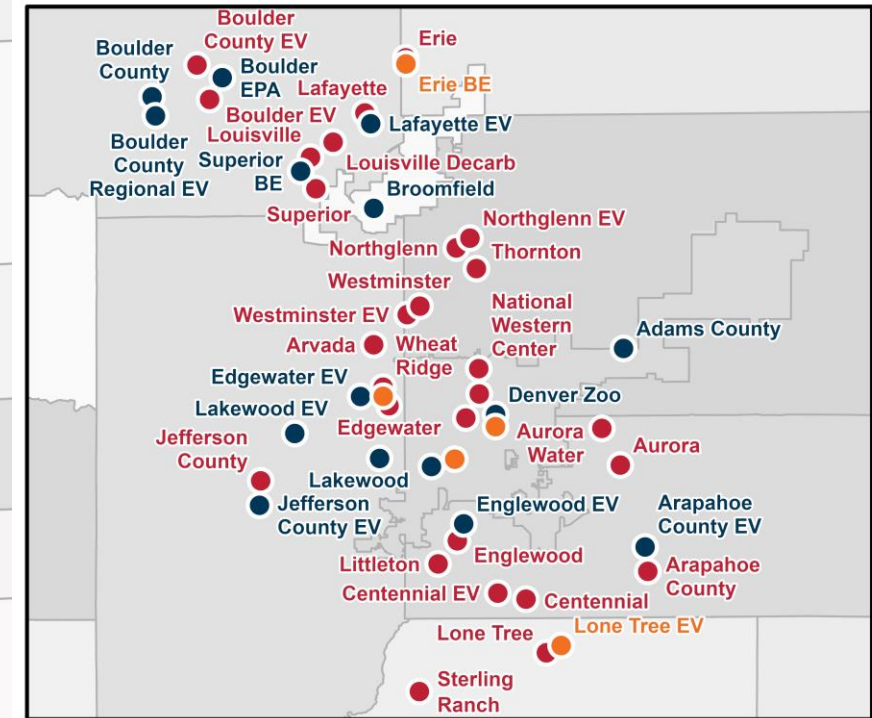 Boulder
County EV
Boulder
County
Boulder
EPA
Erie
Erie BE
Lafayette
Boulder EV
Lafayette EV
Louisville
Boulder
County
Regional EV
Superior
BE
Louisville Decarb
Broomfield
Superior
Northglenn EV
Northglenn
Thornton
Westminster
Westminster EV
National
Western
Center
Adams County
Arvada
Wheat
Ridge
Edgewater EV
Denver Zoo
Lakewood EV
Edgewater
Aurora
Water
Jefferson
County
Aurora
Lakewood
Jefferson
County EV
Englewood EV
Arapahoe
County EV
Englewood
Littleton
Arapahoe
County
Centennial EV
Centennial
Lone Tree
Lone Tree EV
Sterling
Ranch